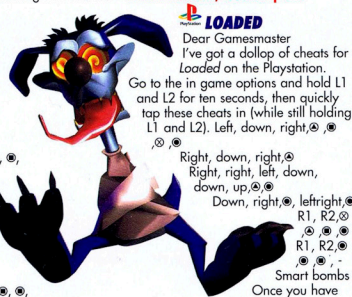 PlayStation LOADED
Dear Gamesmaster
I've got a dollop of cheats for
Loaded on the Playstation.
Go to the in game options and hold L1
and L2 for ten seconds, then quickly
tap these cheats in (while still holding
L1 and L2). Left, down, right,
Right, down, right,
Right, right, left, down,
down, up,
Down, right, , leftright,
R1, R2,
R1, R2,
, -
Smart bombs
Once you have